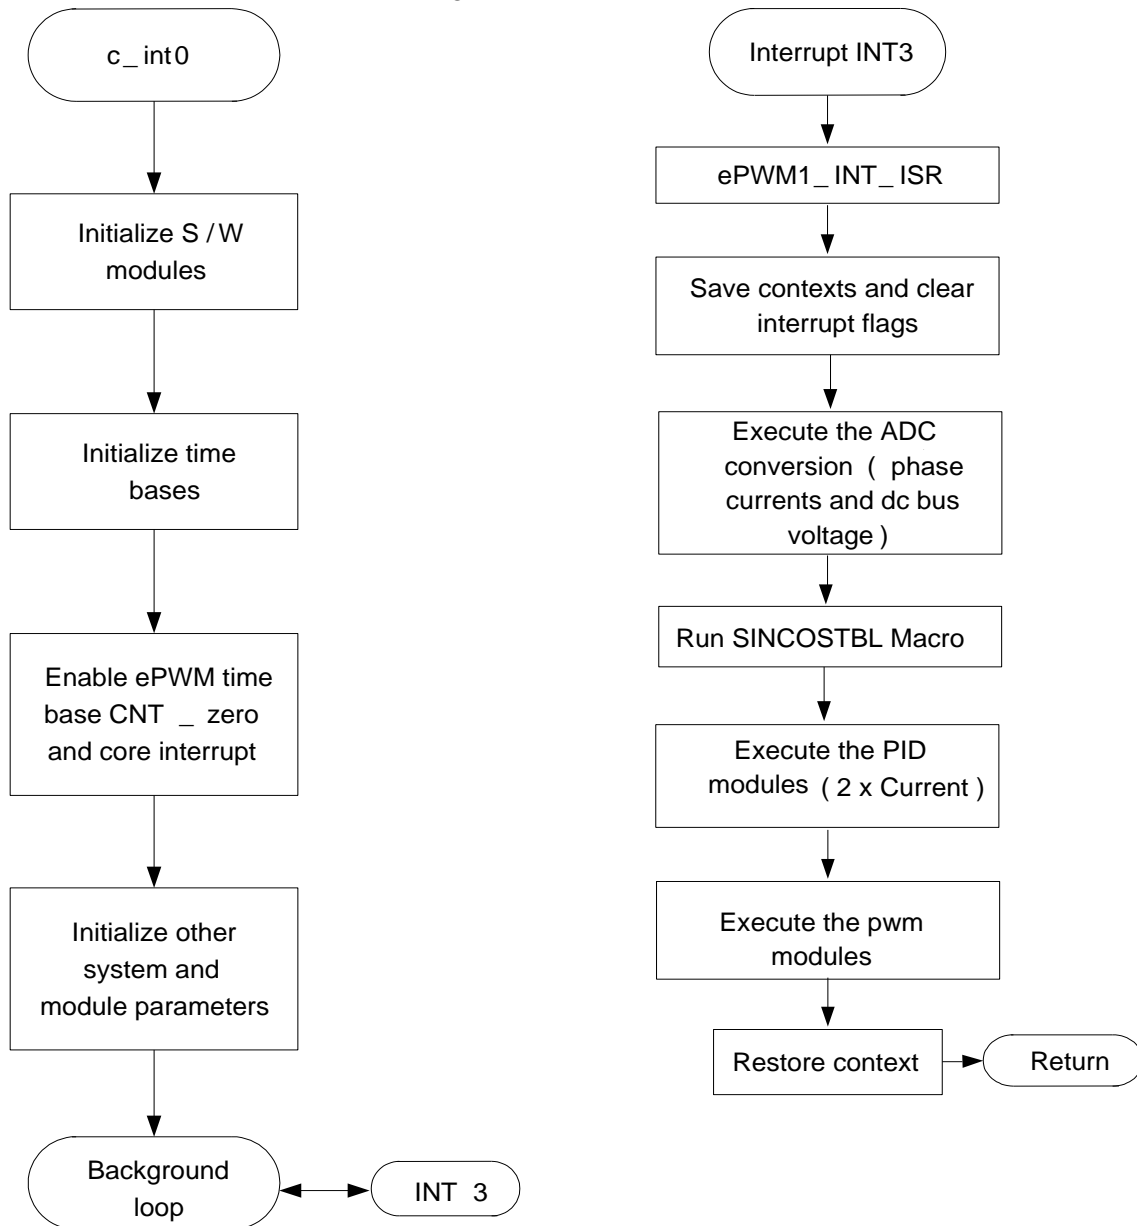 c_int0
Initialize S/W
modules
Initialize time
bases
Enable ePWM time
base CNT _ zero
and core interrupt
Initialize other
system and
module parameters
Background
loop
INT 3
Interrupt INT3
ePWM1_INT_ISR
Save contexts and clear
interrupt flags
Execute the ADC
conversion ( phase
currents and dc bus
voltage)
Run SINCOSTBL Macro
Execute the PID
modules (2 x Current)
Execute the pwm
modules
Restore context
Return